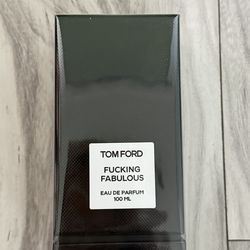 TOM FORD
FUCKING
FABULOUS
EAU DE PARFUM
100 ML